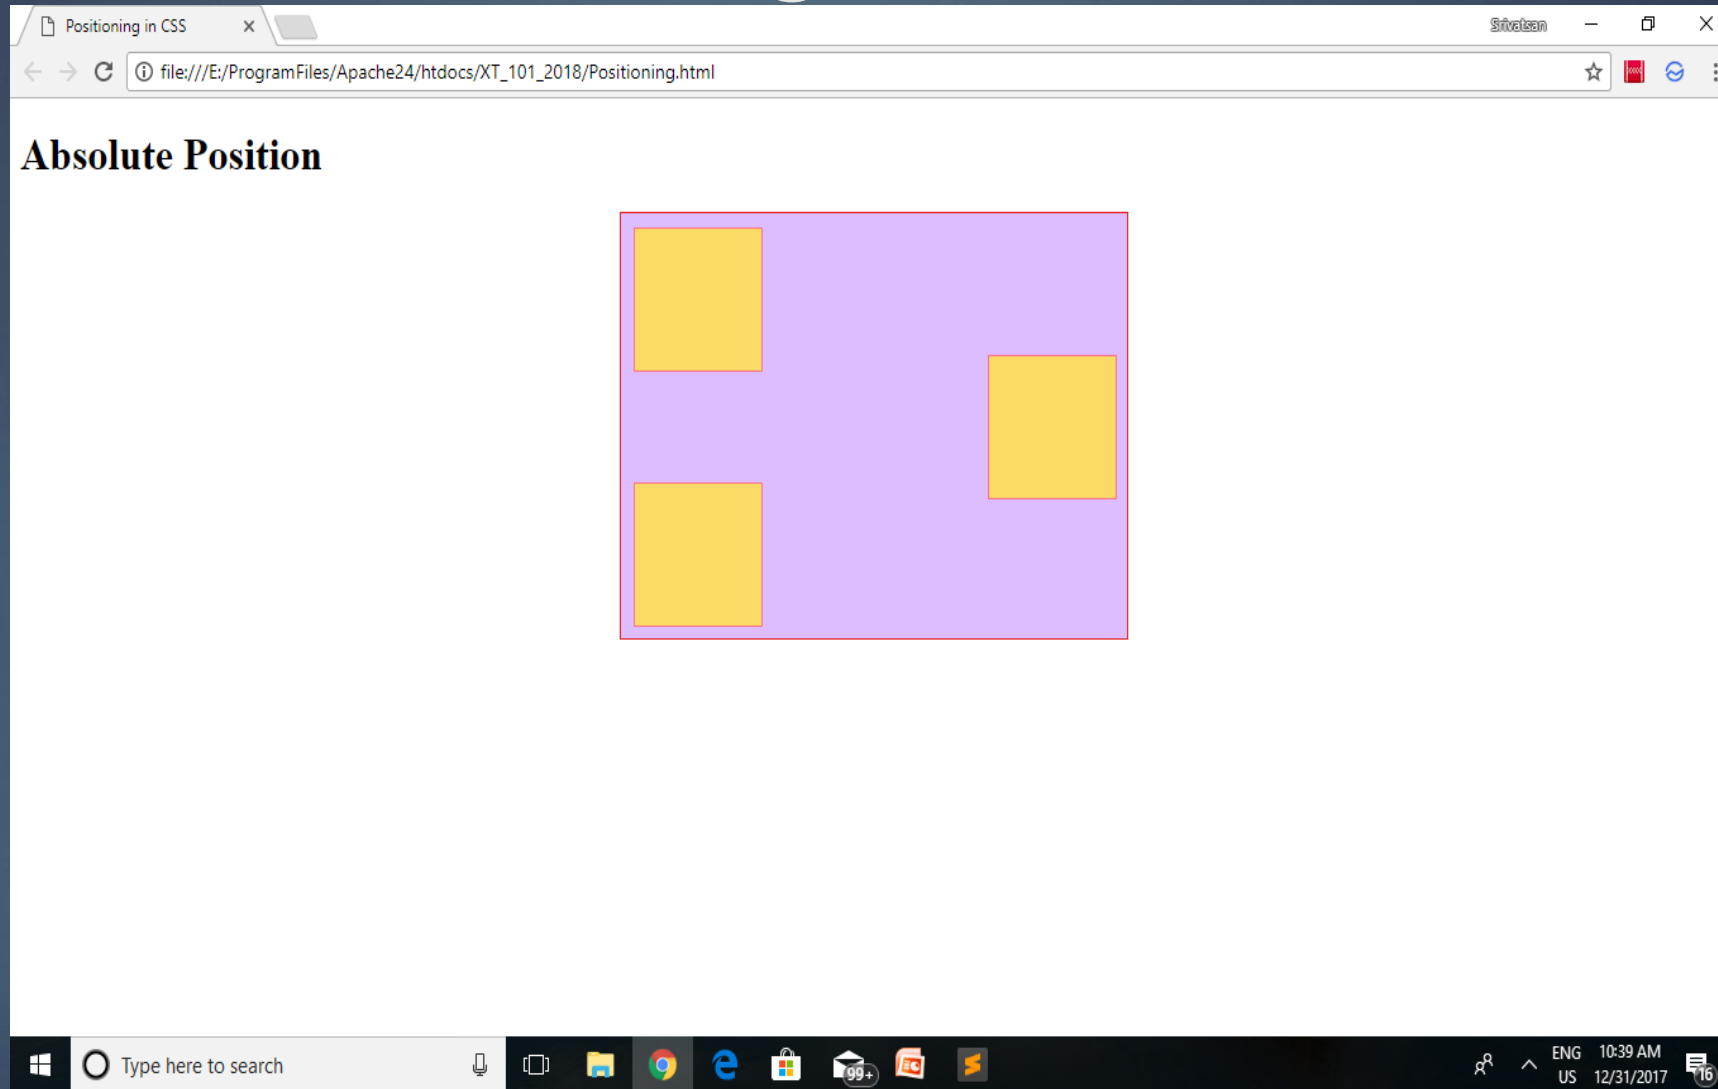 Positioning in CSS
Srivatsan
file:///E:/ProgramFiles/Apache24/htdocs/XT_101_2018/Positioning.html
Absolute Position
Type here to search
99+
ENG 10:39 AM
US 12/31/2017
16